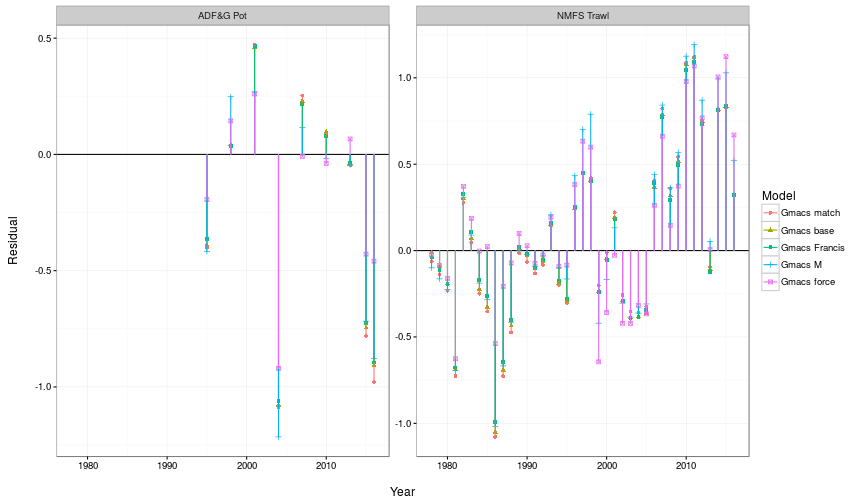 ADF&G Pot
NMFS Trawl
0.5
0.0
-0.5
-1.0
1.0
0.5
0.0
-0.5
-1.0
1980
1990
2000
2010
1980
1990
2000
2010
Residual
Year
Model
Gmacs match
Gmacs base
Gmacs Francis
Gmacs M
Gmacs force